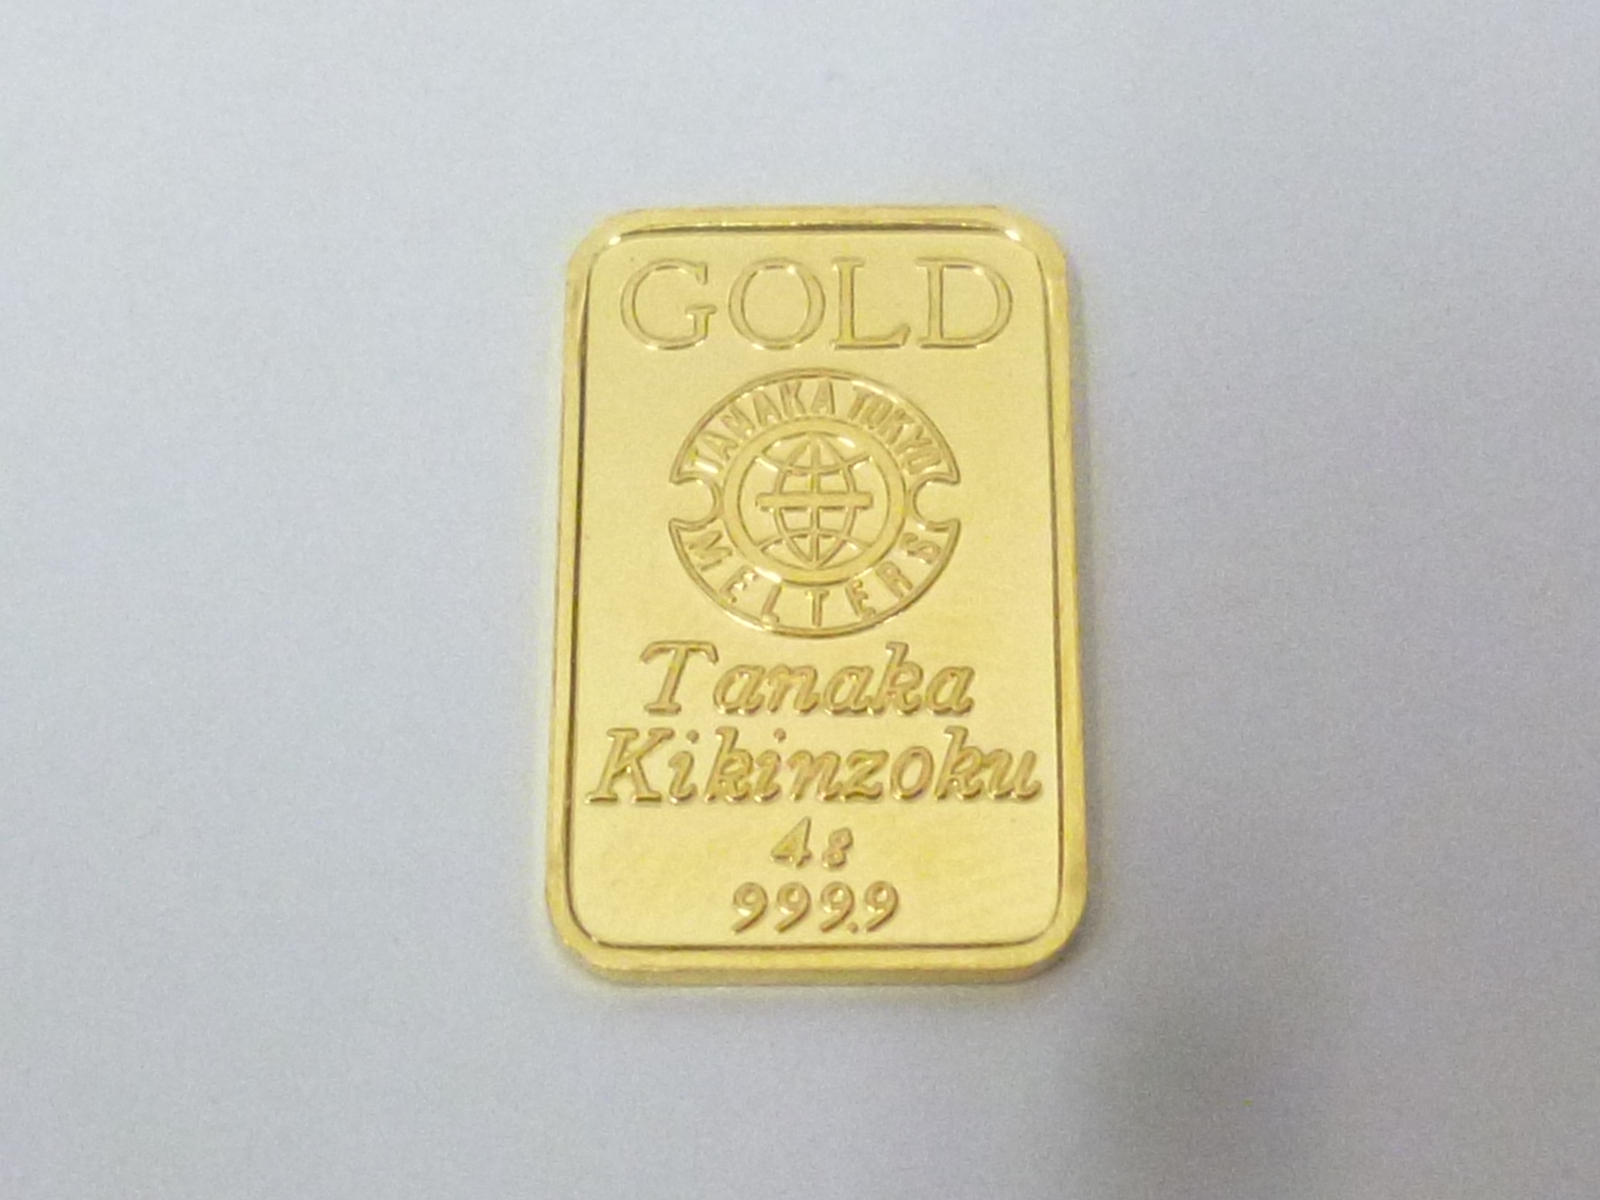 GOLD
TANAKA TOKYO
MELTERS
Tanaka
Kikinzoku
4g
999.9